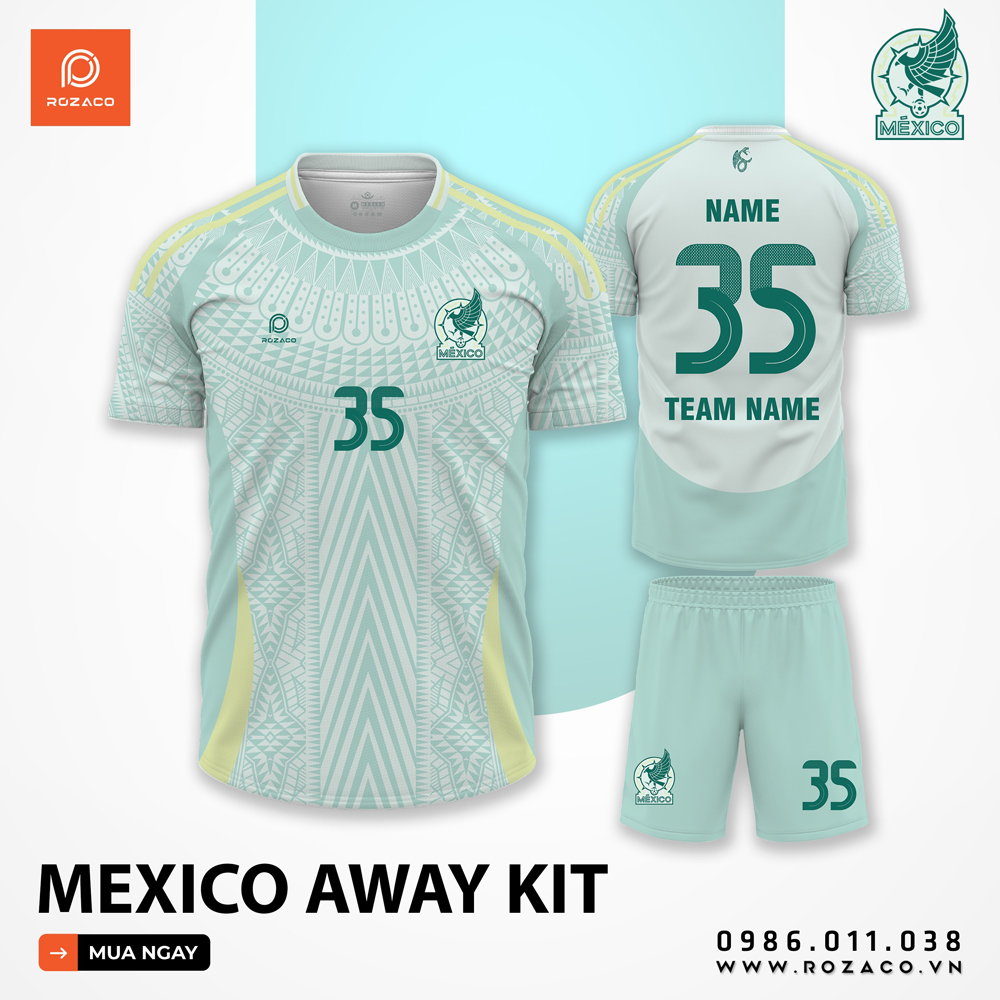 ROZACO
MÉXICO
NAME
35
TEAM NAME
ROZACO
MÉXICO
35
MÉXICO
35
MEXICO AWAY KIT
→ MUA NGAY
0986.011.038
WWW.ROZACO.VN